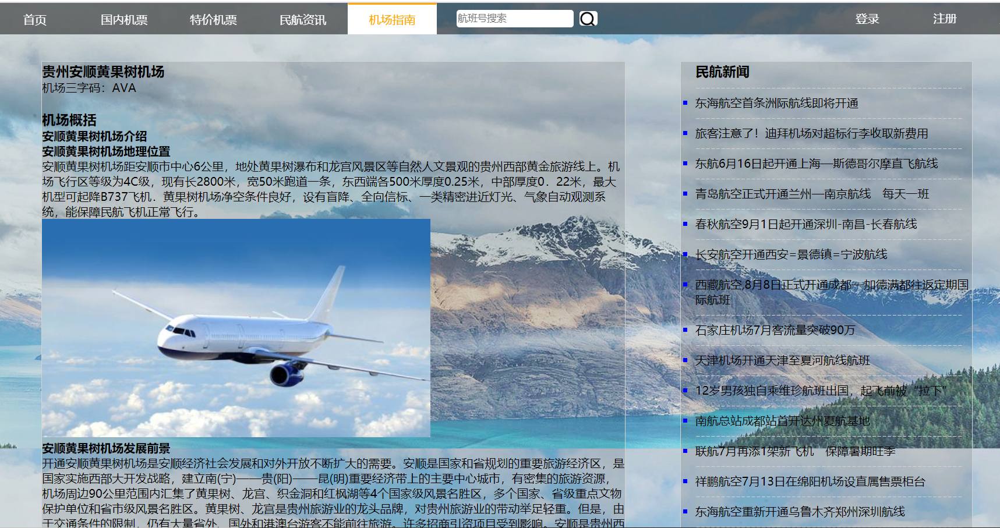 首页 国内机票 特价机票 民航资讯 机场指南 航班号搜索 登录 注册
贵州安顺黄果树机场
机场三字码：AVA
机场概括
安顺黄果树机场介绍
安顺黄果树机场地理位置
安顺黄果树机场距安顺市中心6公里，地处黄果树瀑布和龙宫风景区等自然人文景观的贵州西部黄金旅游线上。机
场飞行区等级为4C级，现有长2800米，宽50米跑道一条，东西端各500米厚度0.25米，中部厚度0．22米，最大
机型可起降B737飞机．黄果树机场净空条件良好，设有盲降、全向信标、一类精密进近灯光、气象自动观测系
统，能保障民航飞机正常飞行。
安顺黄果树机场发展前景
开通安顺黄果树机场是安顺经济社会发展和对外开放不断扩大的需要。安顺是国家和省规划的重要旅游经济区，是
国家实施西部大开发战略，建立南(宁)——贵(阳)——昆(明)重要经济带上的主要中心城市，有密集的旅游资源，
机场周边90公里范围内汇集了黄果树、龙宫、织金洞和红枫湖等4个国家级风景名胜区，多个国家、省级重点文物
保护单位和省市级风景名胜区。黄果树、龙宫是贵州旅游业的龙头品牌，对贵州旅游业的带动举足轻重。但是，由
于交通条件的限制，仍有大量省外、国外和港澳台游客不能前往旅游。许多招商引资项目受到影响。安顺是贵州西
民航新闻
东海航空首条洲际航线即将开通
旅客注意了！迪拜机场对超标行李收取新费用
东航6月16日起开通上海—斯德哥尔摩直飞航线
青岛航空正式开通兰州—南京航线　每天一班
春秋航空9月1日起开通深圳-南昌-长春航线
长安航空开通西安=景德镇=宁波航线
西藏航空,8月8日正式开通成都—加德满都往返定期国
际航班
石家庄机场7月客流量突破90万
天津机场开通天津至夏河航线航班
12岁男孩独自乘维珍航班出国，起飞前被“拉下”
南航总站成都站首开达州夏航基地
联航7月再添1架新飞机　保障暑期旺季
祥鹏航空7月13日在绵阳机场设直属售票柜台
东海航空重新开通乌鲁木齐郑州深圳航线